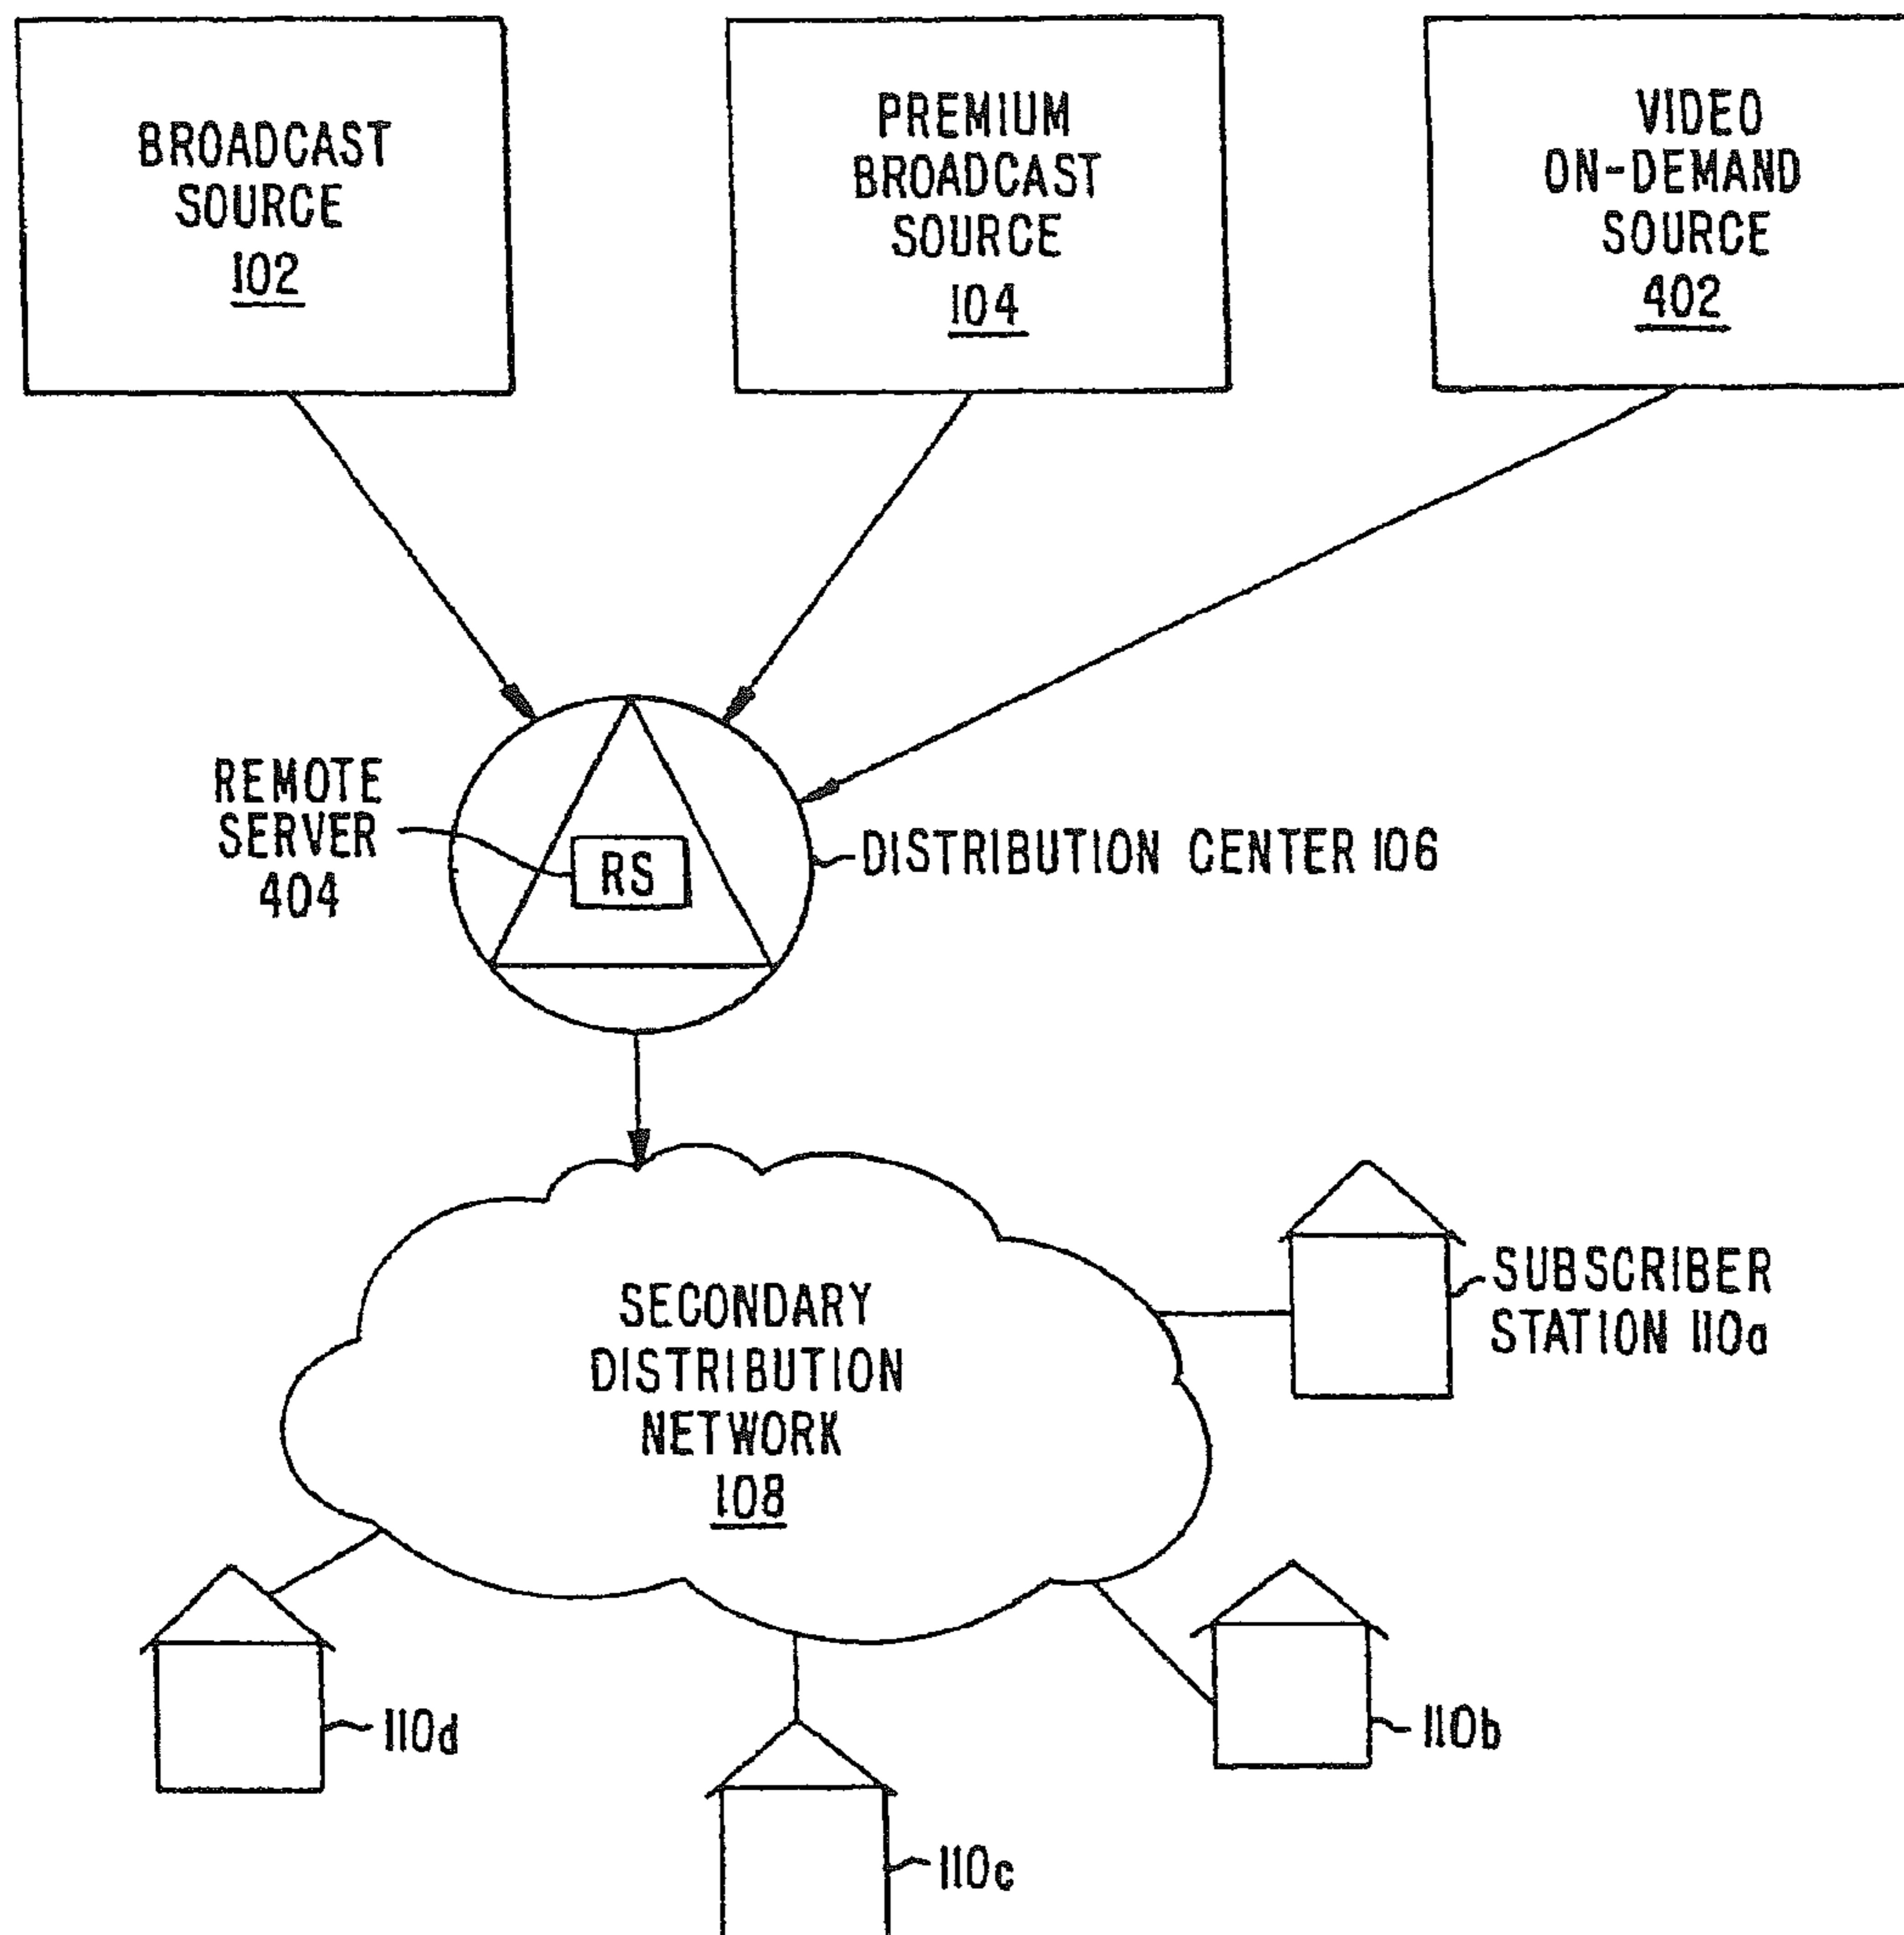 BROADCAST
SOURCE
102
PREMIUM
BROADCAST
SOURCE
104
VIDEO
ON-DEMAND
SOURCE
402
REMOTE
SERVER
404
RS
DISTRIBUTION CENTER 106
SECONDARY
DISTRIBUTION
NETWORK
108
SUBSCRIBER
STATION 110a
110d
110c
110b